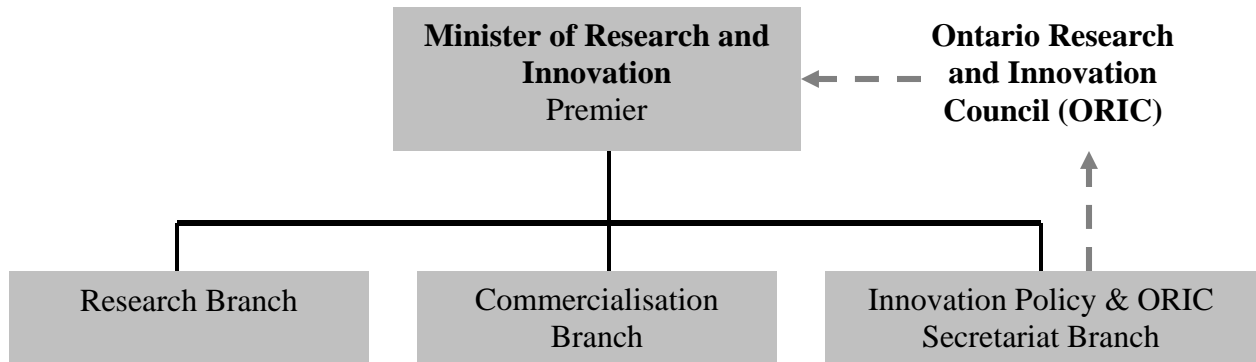 Minister of Research and
Innovation
Premier
Ontario Research
and Innovation
Council (ORIC)
Research Branch
Commercialisation
Branch
Innovation Policy & ORIC
Secretariat Branch